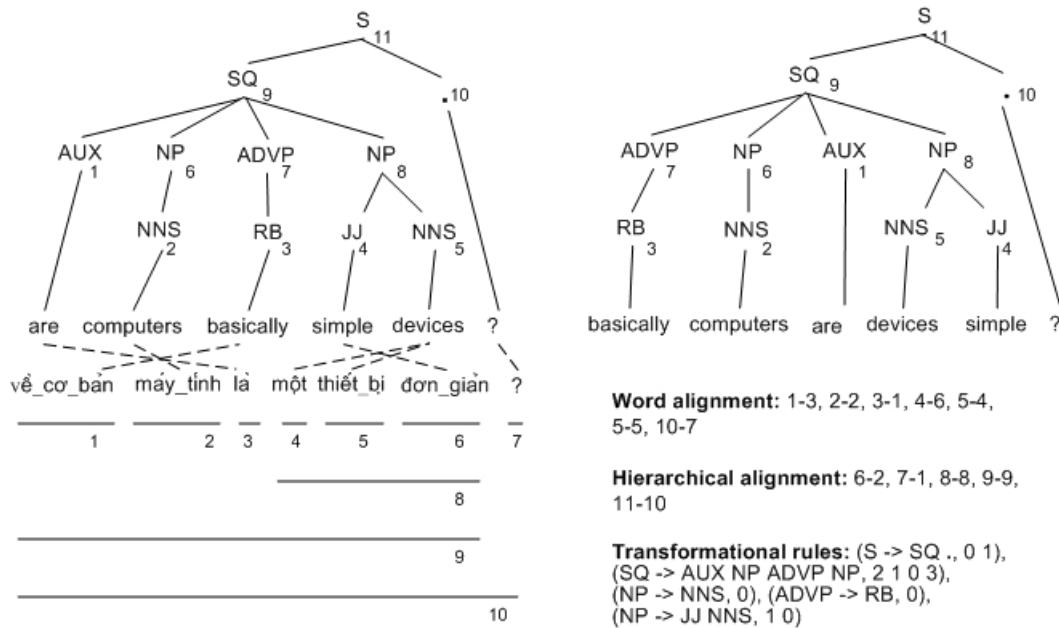 S 11
SQ 9
. 10
AUX 1 NP 6 ADVP 7 NP 8
NNS 2 RB 3 JJ 4 NNS 5
are computers basically simple devices ?
về_cơ_bản máy_tính là một thiết_bị đơn_giản ?
1 2 3 4 5 6 7
8
9
10
S 11
SQ 9
. 10
ADVP 7 NP 6 AUX 1 NP 8
RB 3 NNS 2 NNS 5 JJ 4
basically computers are devices simple ?
Word alignment: 1-3, 2-2, 3-1, 4-6, 5-4,
5-5, 10-7
Hierarchical alignment: 6-2, 7-1, 8-8, 9-9,
11-10
Transformational rules: (S -> SQ ., 0 1),
(SQ -> AUX NP ADVP NP, 2 1 0 3),
(NP -> NNS, 0), (ADVP -> RB, 0),
(NP -> JJ NNS, 1 0)